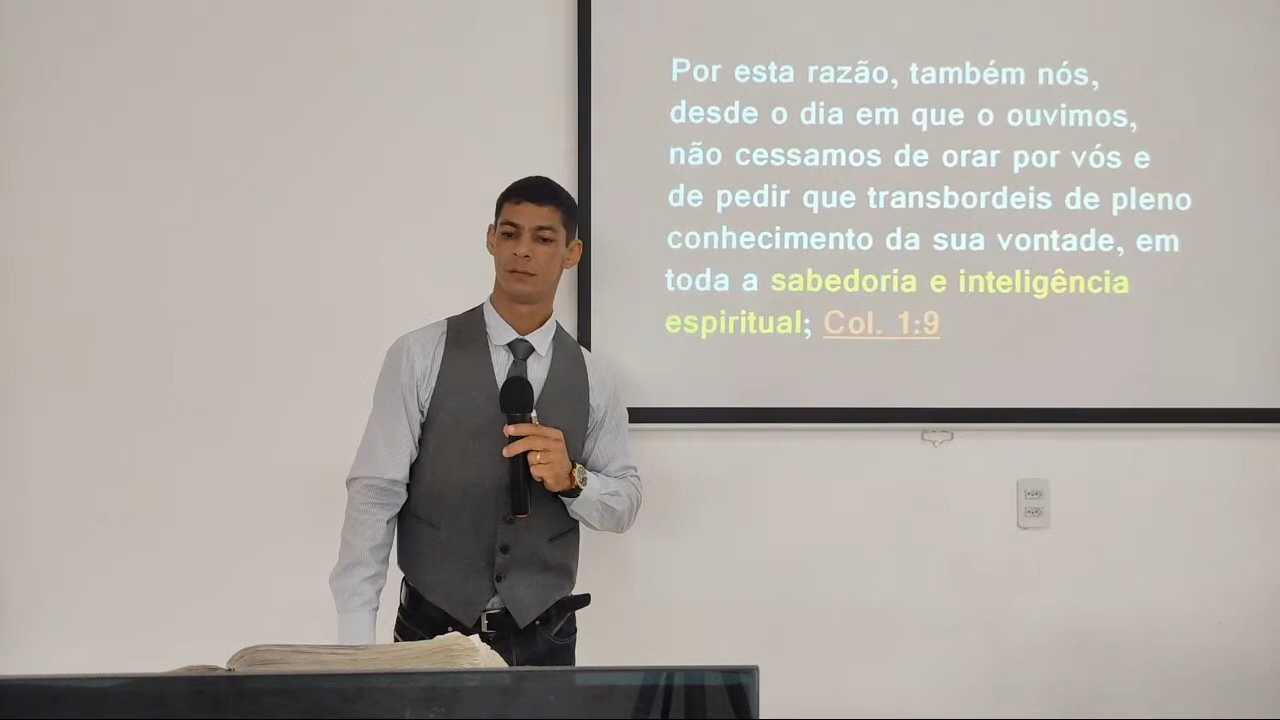 Por esta razão, também nós,
desde o dia em que o ouvimos,
não cessamos de orar por vós e
de pedir que transbordeis de pleno
conhecimento da sua vontade, em
toda a sabedoria e inteligência
espiritual; Col. 1:9